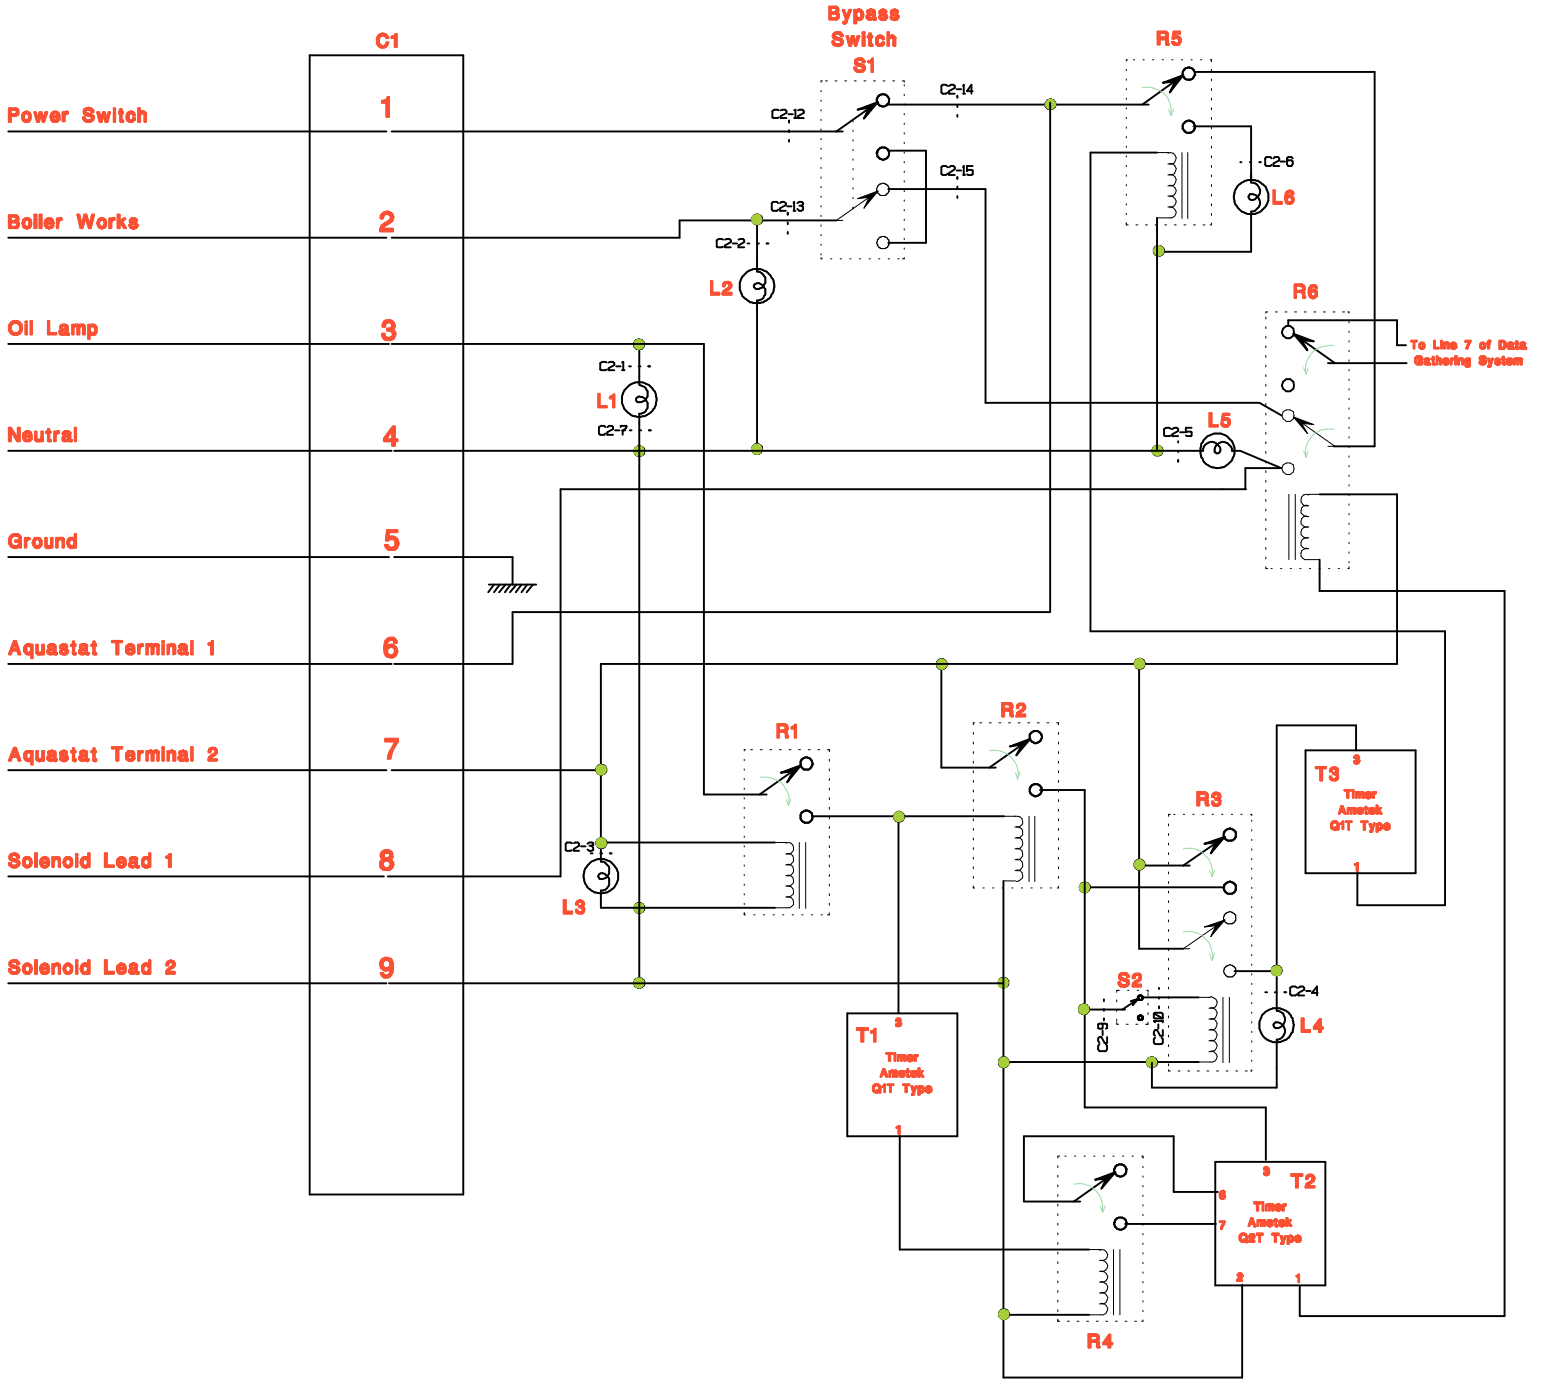 Bypass
Switch
S1
C1
R5
Power Switch
1
C2-12
C2-14
C2-6
L6
Boiler Works
2
C2-13
C2-15
C2-2
L2
R6
Oil Lamp
3
To Line 7 of Data
Gathering System
C2-1
L1
C2-7
Neutral
4
C2-5
L5
Ground
5
Aquastat Terminal 1
6
Aquastat Terminal 2
7
R1
R2
3
T3
Timer
Ametek
Q1T Type
1
R3
Solenoid Lead 1
8
C2-3
L3
Solenoid Lead 2
9
S2
C2-9
C2-10
C2-4
L4
3
T1
Timer
Ametek
Q1T Type
1
3
T2
6
Timer
Ametek
7
Q2T Type
2
1
R4